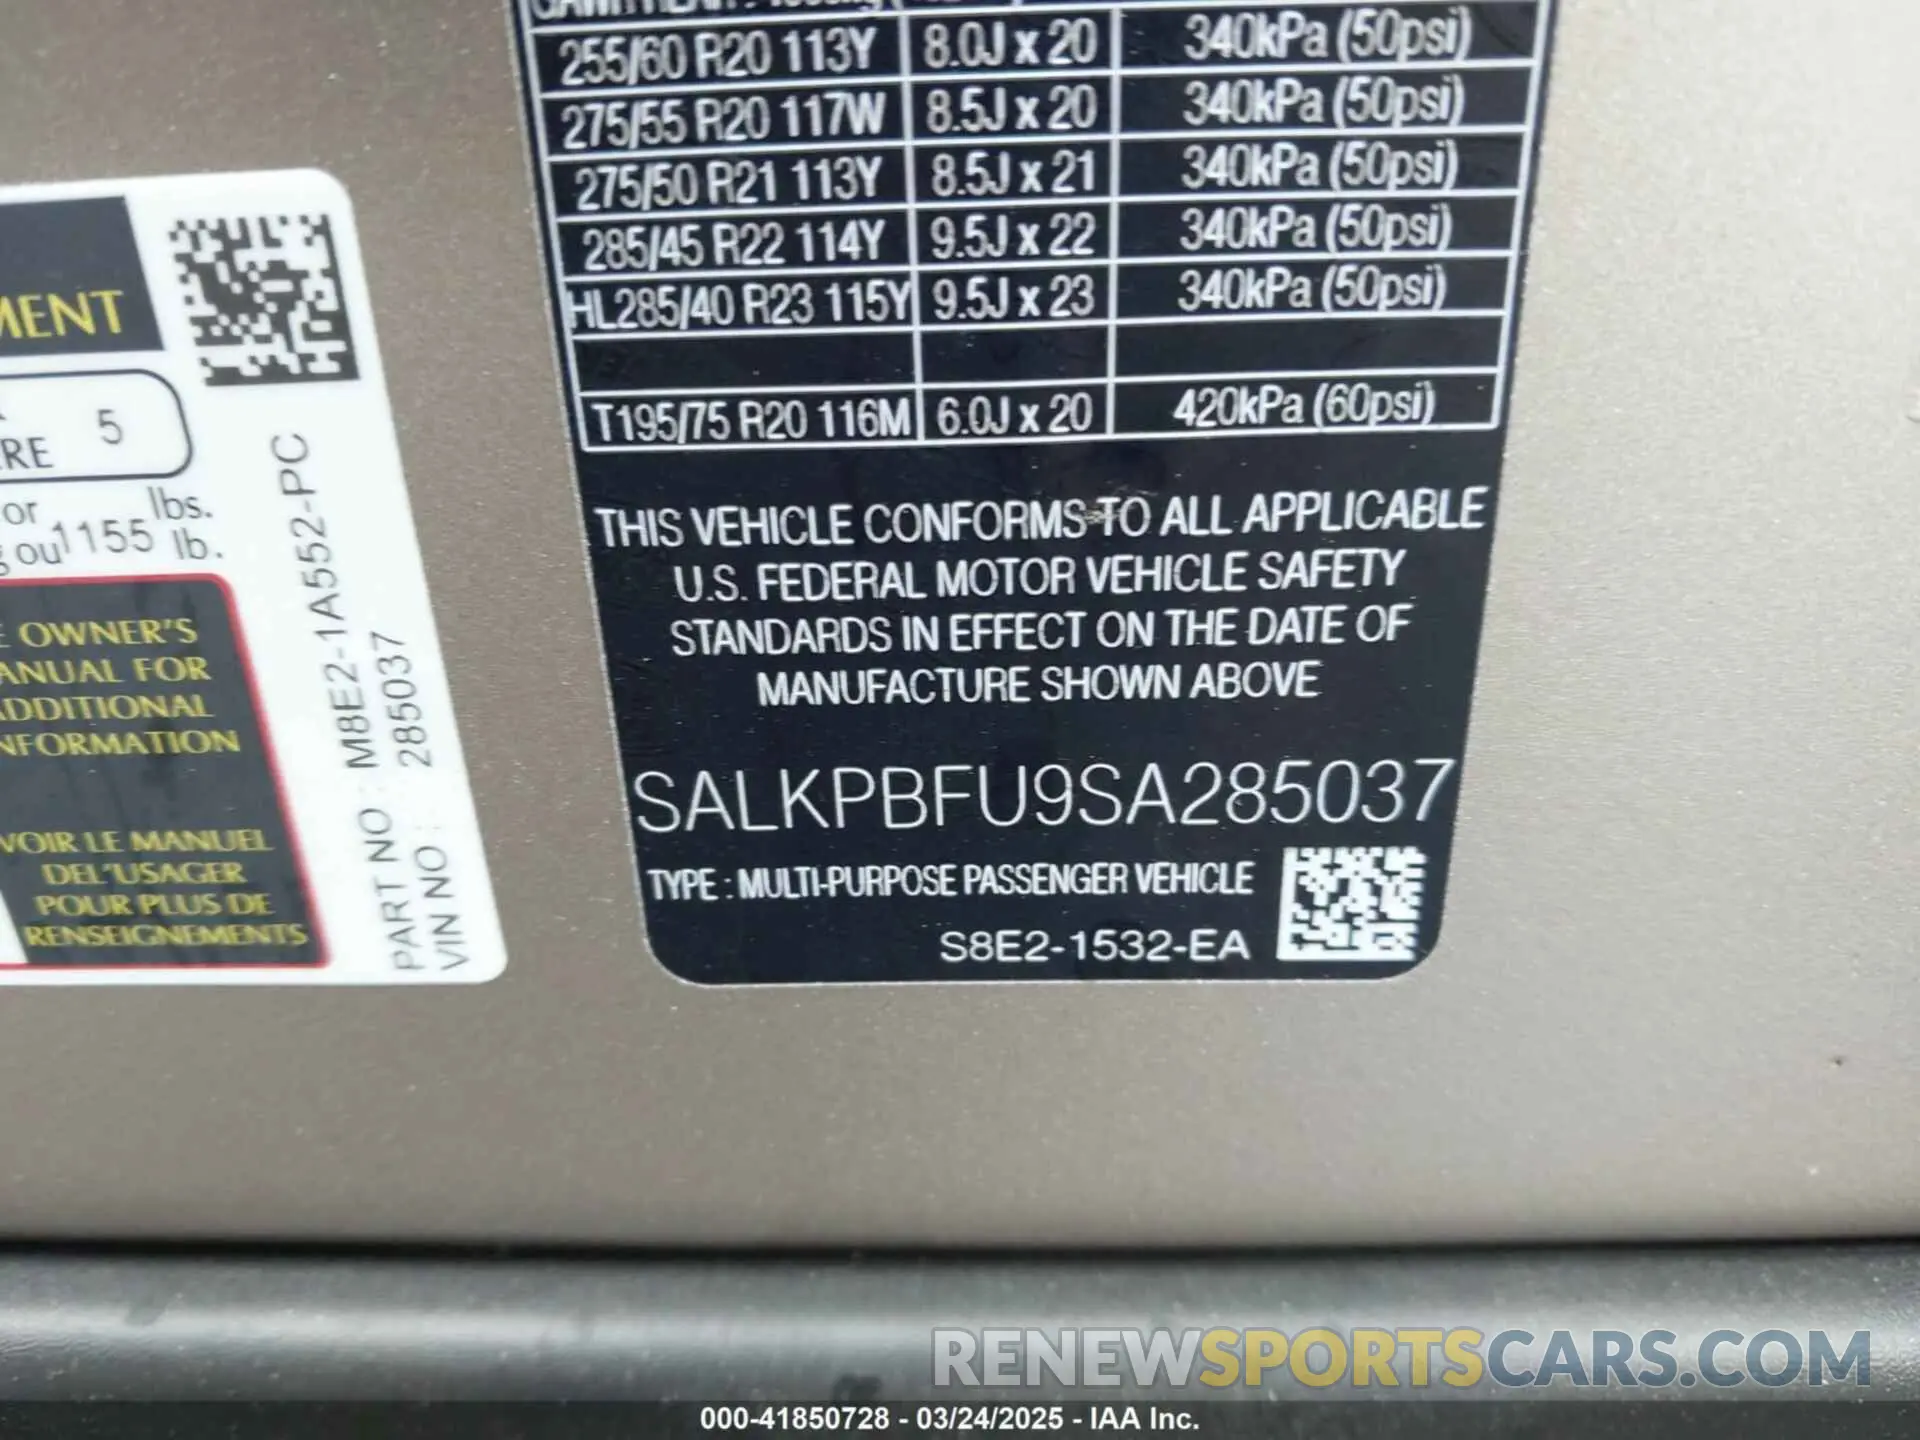 MENT
RE 5
or 1155 lbs.
ou lb.
OWNER'S
MANUAL FOR
ADDITIONAL
INFORMATION
VOIR LE MANUEL
DEL'USAGER
POUR PLUS DE
RENSEIGNEMENTS
PART NO : M8E2-1A552-PC
VIN NO : 285037
255/60 R20 113Y 8.0J x 20 340kPa (50psi)
275/55 R20 117W 8.5J x 20 340kPa (50psi)
275/50 R21 113Y 8.5J x 21 340kPa (50psi)
285/45 R22 114Y 9.5J x 22 340kPa (50psi)
HL285/40 R23 115Y 9.5J x 23 340kPa (50psi)
T195/75 R20 116M 6.0J x 20 420kPa (60psi)
THIS VEHICLE CONFORMS TO ALL APPLICABLE
U.S. FEDERAL MOTOR VEHICLE SAFETY
STANDARDS IN EFFECT ON THE DATE OF
MANUFACTURE SHOWN ABOVE
SALKPBFU9SA285037
TYPE : MULTI-PURPOSE PASSENGER VEHICLE
S8E2-1532-EA
RENEWSPORTSCARS.COM
000-41850728 - 03/24/2025 - IAA Inc.